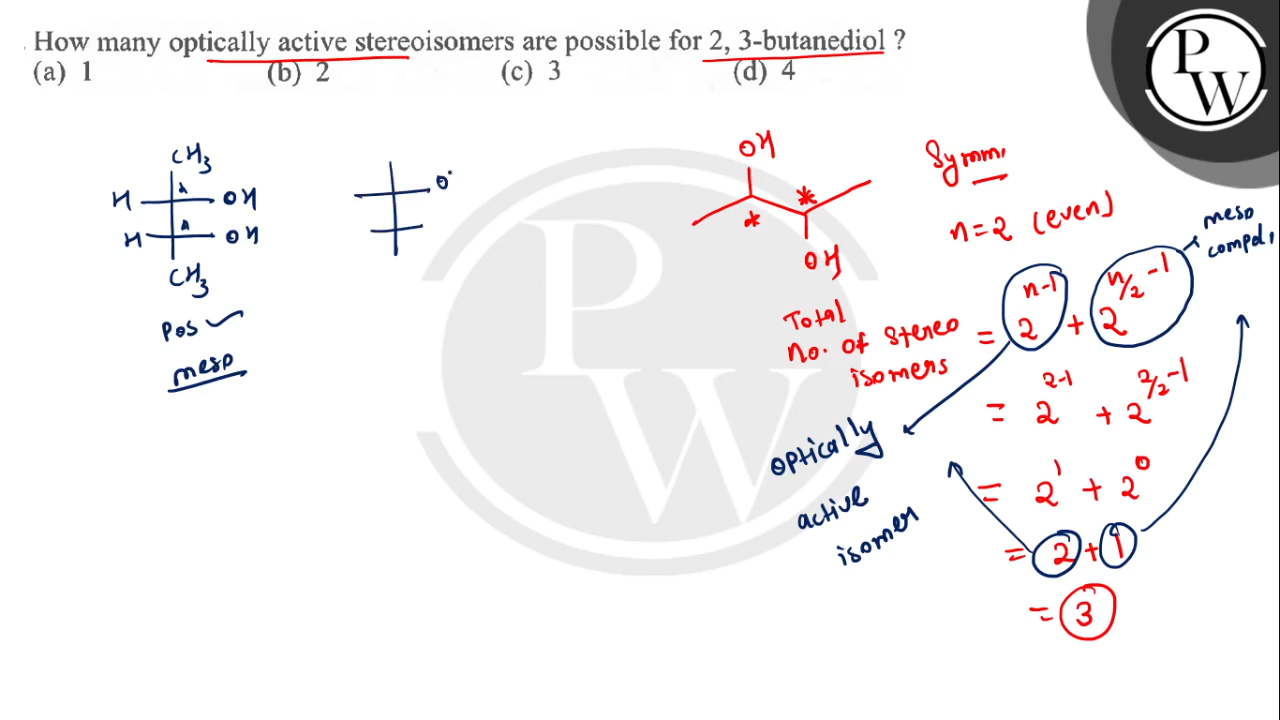 How many optically active stereoisomers are possible for 2, 3-butanediol ?
(a) 1 (b) 2 (c) 3 (d) 4
P
W
CH3
H OH
H OH
CH3
POS ✓
meso
O
OH
* *
OH
Symm.
n=2 (even)
meso
compd.
Total
No. of stereo
isomers
= 2^(n-1) + 2^(n/2-1)
= 2^(2-1) + 2^(2/2-1)
= 2^1 + 2^0
= 2 + 1
= 3
optically
active
isomer
P
W